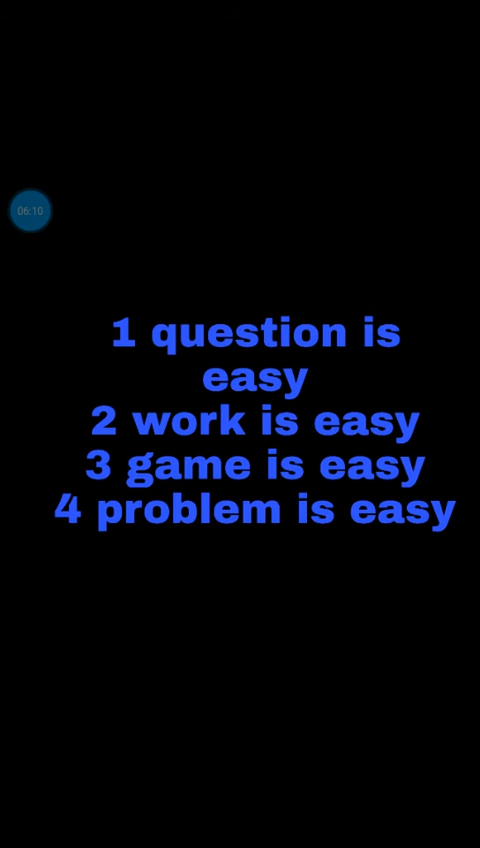 06:10
1 question is
easy
2 work is easy
3 game is easy
4 problem is easy